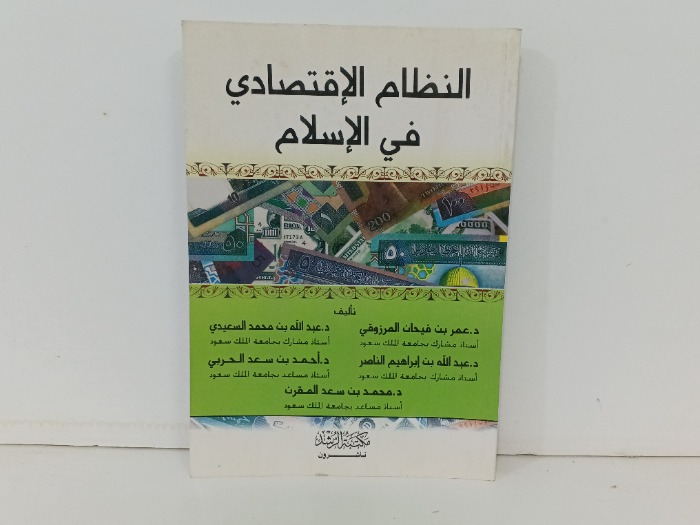 النظام الإقتصادي
في الإسلام
تأليف
د.عمر بن فيحان المرزوقي
أستاذ مشارك بجامعة الملك سعود
د.عبد الله بن محمد السعيدي
أستاذ مشارك بجامعة الملك سعود
د.عبد الله بن إبراهيم الناصر
أستاذ مشارك بجامعة الملك سعود
د.أحمد بن سعد الحربي
أستاذ مساعد بجامعة الملك سعود
د.محمد بن سعد المقرن
أستاذ مساعد بجامعة الملك سعود
مكتبة الرشد
ناشرون
200
٥٠